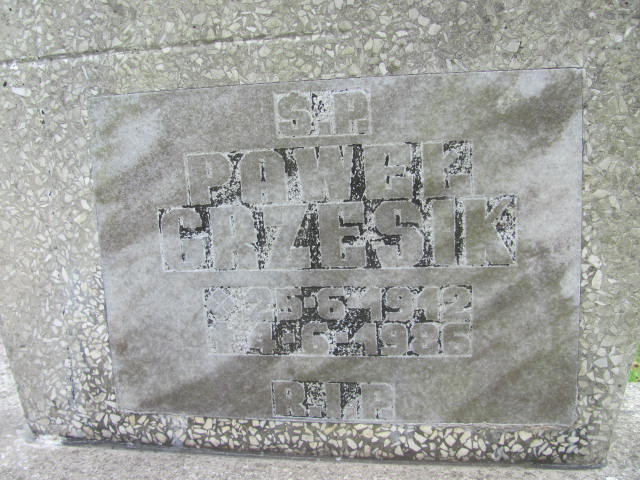 Ś.P.
PAWEŁ
GRZESIK
25·6·1912
4·6·1986
R.I.P.